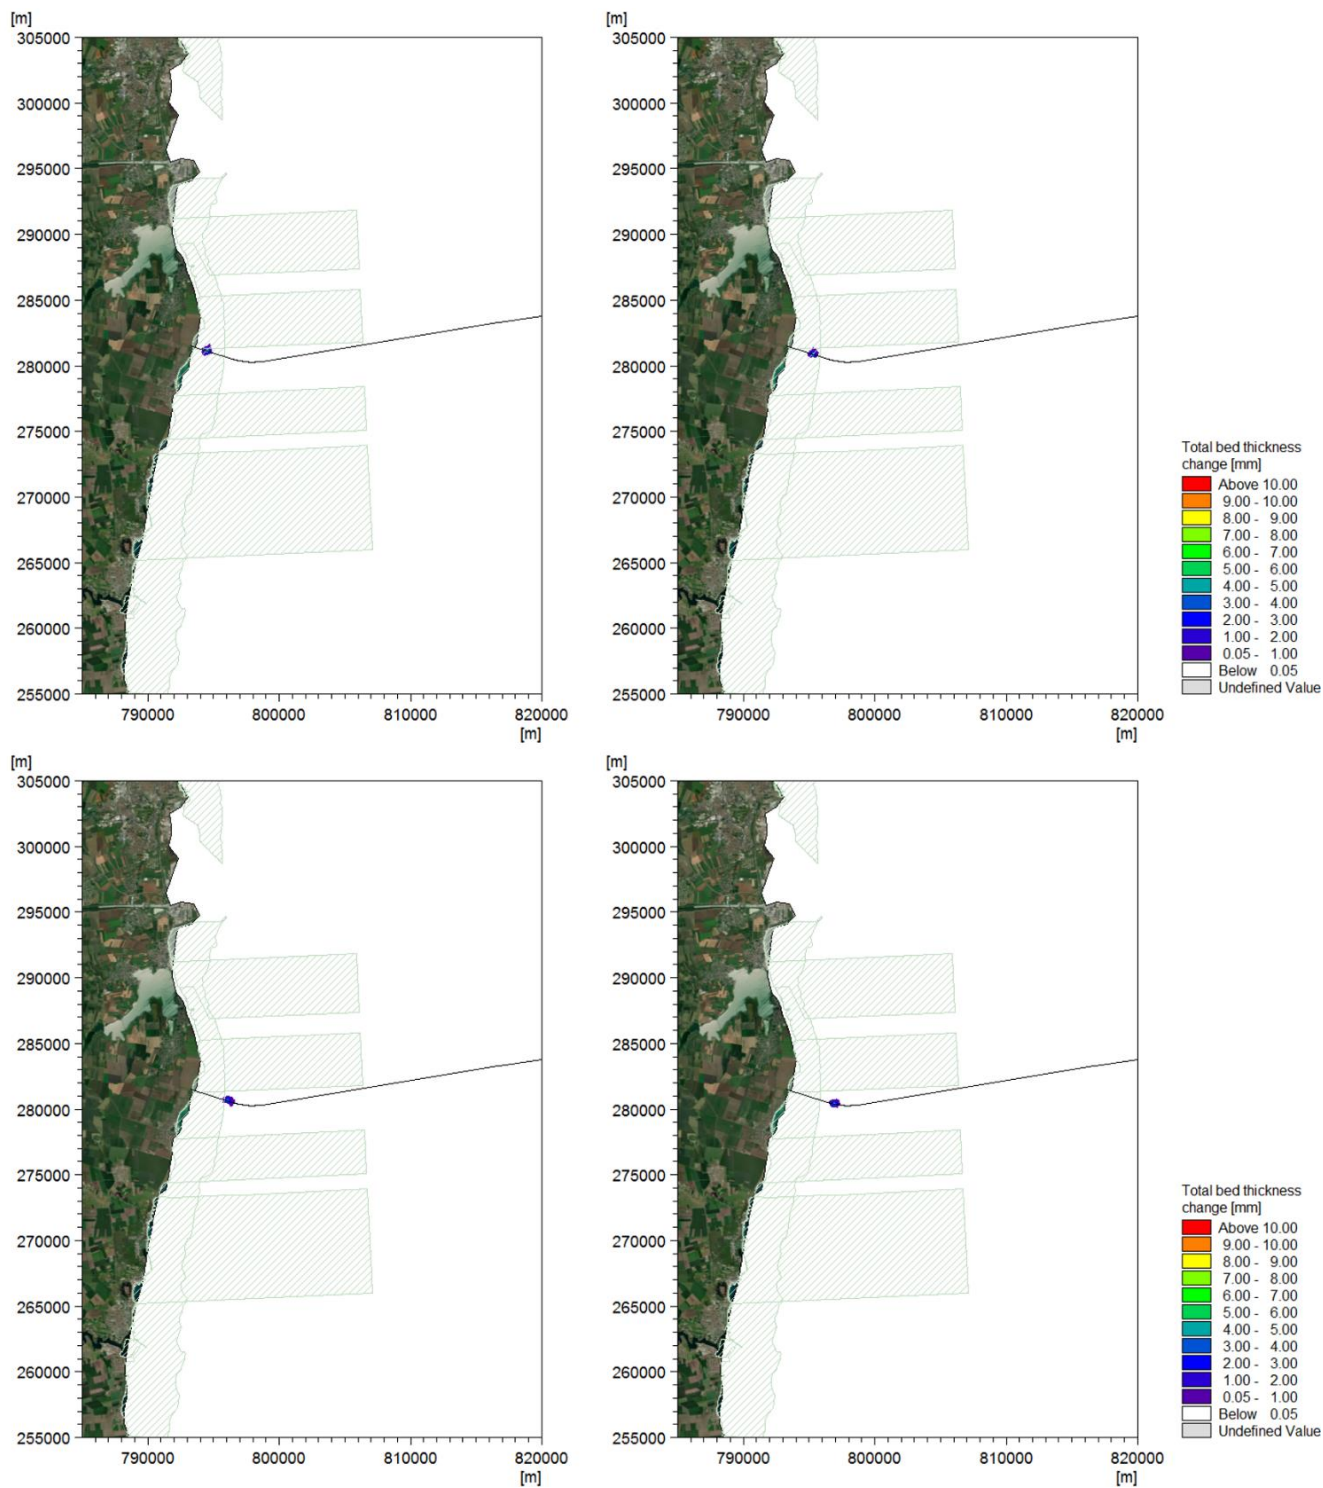 [m]
305000
300000
295000
290000
285000
280000
275000
270000
265000
260000
255000
790000 800000 810000 820000
[m]
[m]
305000
300000
295000
290000
285000
280000
275000
270000
265000
260000
255000
790000 800000 810000 820000
[m]
Total bed thickness
change [mm]
Above 10.00
9.00 - 10.00
8.00 - 9.00
7.00 - 8.00
6.00 - 7.00
5.00 - 6.00
4.00 - 5.00
3.00 - 4.00
2.00 - 3.00
1.00 - 2.00
0.05 - 1.00
Below 0.05
Undefined Value
[m]
305000
300000
295000
290000
285000
280000
275000
270000
265000
260000
255000
790000 800000 810000 820000
[m]
[m]
305000
300000
295000
290000
285000
280000
275000
270000
265000
260000
255000
790000 800000 810000 820000
[m]
Total bed thickness
change [mm]
Above 10.00
9.00 - 10.00
8.00 - 9.00
7.00 - 8.00
6.00 - 7.00
5.00 - 6.00
4.00 - 5.00
3.00 - 4.00
2.00 - 3.00
1.00 - 2.00
0.05 - 1.00
Below 0.05
Undefined Value